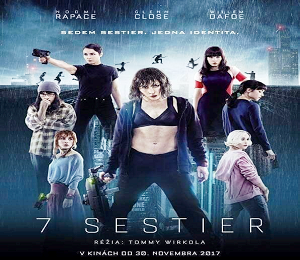 NOOMI GLENN WILLEM
RAPACE CLOSE DAFOE
SEDEM SESTIER. JEDNA IDENTITA.
7 SESTIER
RÉŽIA: TOMMY WIRKOLA
V KINÁCH OD 30. NOVEMBRA 2017